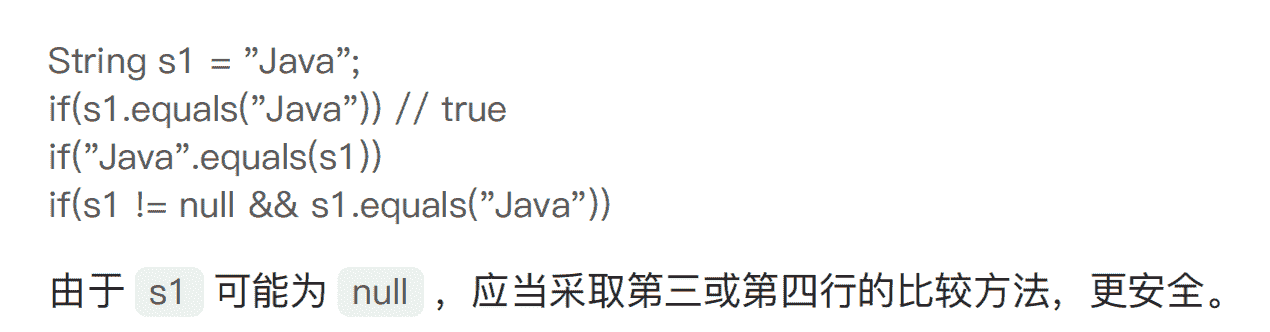 String s1 = ”Java”;
if(s1.equals(”Java”)) // true
if(”Java”.equals(s1))
if(s1 != null && s1.equals(”Java”))
由于 s1 可能为 null ，应当采取第三或第四行的比较方法，更安全。